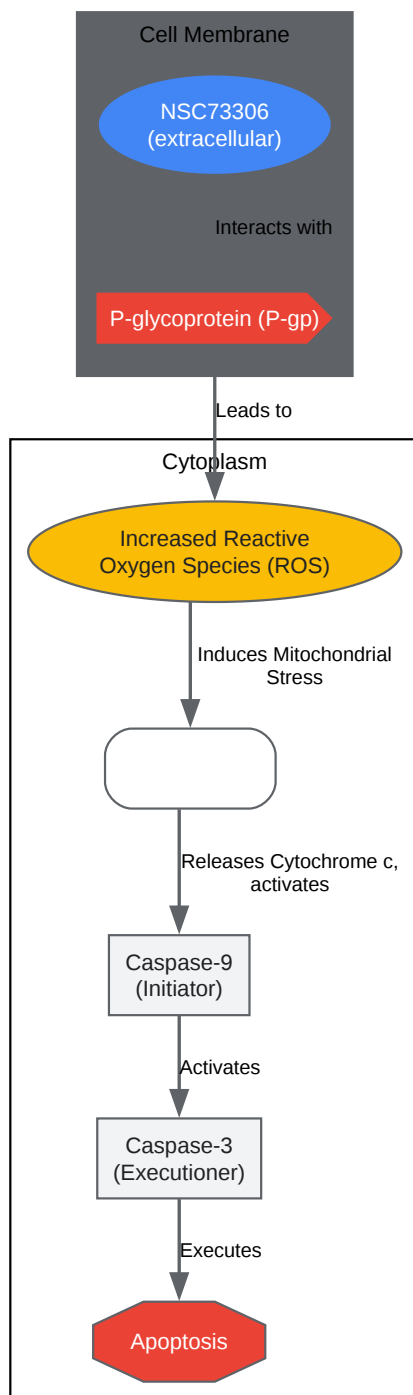 Cell Membrane
NSC73306
(extracellular)
Interacts with
P-glycoprotein (P-gp)
Leads to
Cytoplasm
Increased Reactive
Oxygen Species (ROS)
Induces Mitochondrial
Stress
Releases Cytochrome c,
activates
Caspase-9
(Initiator)
Activates
Caspase-3
(Executioner)
Executes
Apoptosis